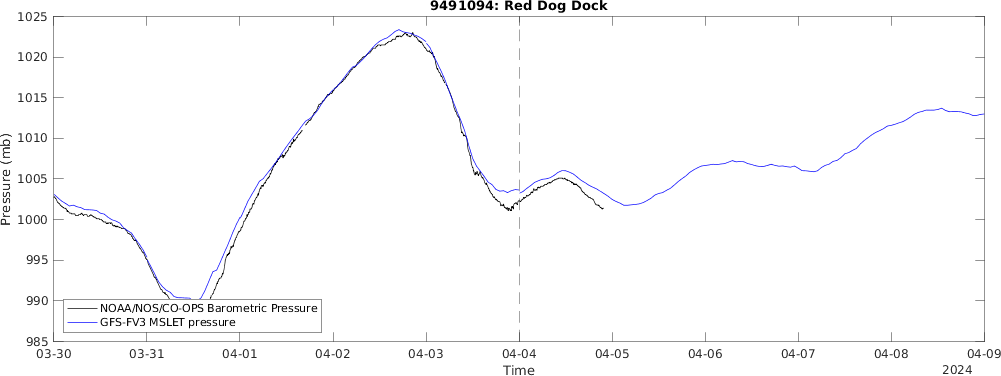 9491094: Red Dog Dock
Pressure (mb)
1025
1020
1015
1010
1005
1000
995
990
985
NOAA/NOS/CO-OPS Barometric Pressure
GFS-FV3 MSLET pressure
03-30 03-31 04-01 04-02 04-03 04-04 04-05 04-06 04-07 04-08 04-09
Time
2024